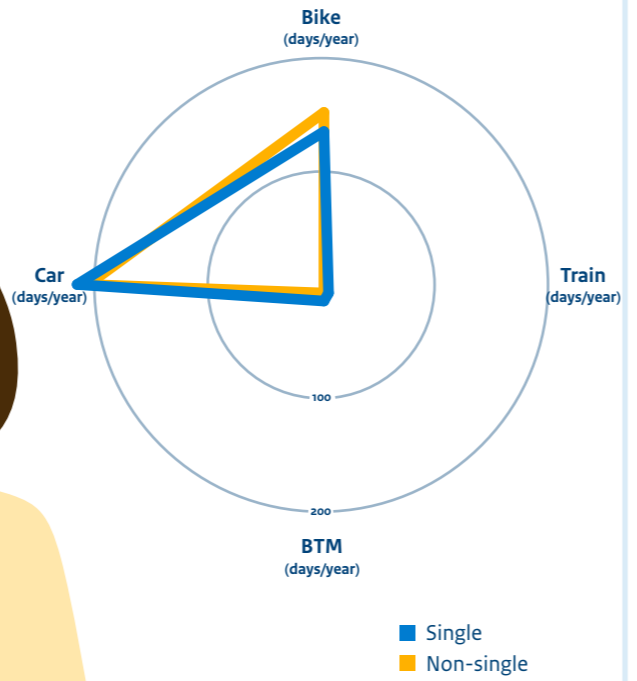 Bike
(days/year)
Car
(days/year)
Train
(days/year)
100
200
BTM
(days/year)
Single
Non-single